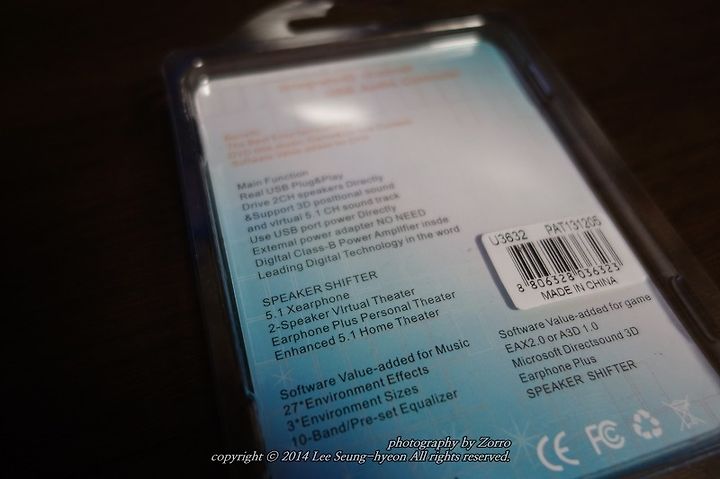 Main Function
Real USB Plug&Play
Drive 2CH speakers Directly
&Support 3D positional sound
and virtual 5.1 CH sound track
Use USB port power Directly
External power adapter NO NEED
Digital Class-B Power Amplifier insde
Leading Digital Technology in the word
SPEAKER SHIFTER
5.1 Xearphone
2-Speaker Virtual Theater
Earphone Plus Personal Theater
Enhanced 5.1 Home Theater
Software Value-added for Music
27*Environment Effects
3*Environment Sizes
10-Band/Pre-set Equalizer
U3632 PAT131205
8 806328 036323
MADE IN CHINA
Software Value-added for game
EAX2.0 or A3D 1.0
Microsoft Directsound 3D
Earphone Plus
SPEAKER SHIFTER
CE FC
photography by Zorro
copyright © 2014 Lee Seung-hyeon All rights reserved.